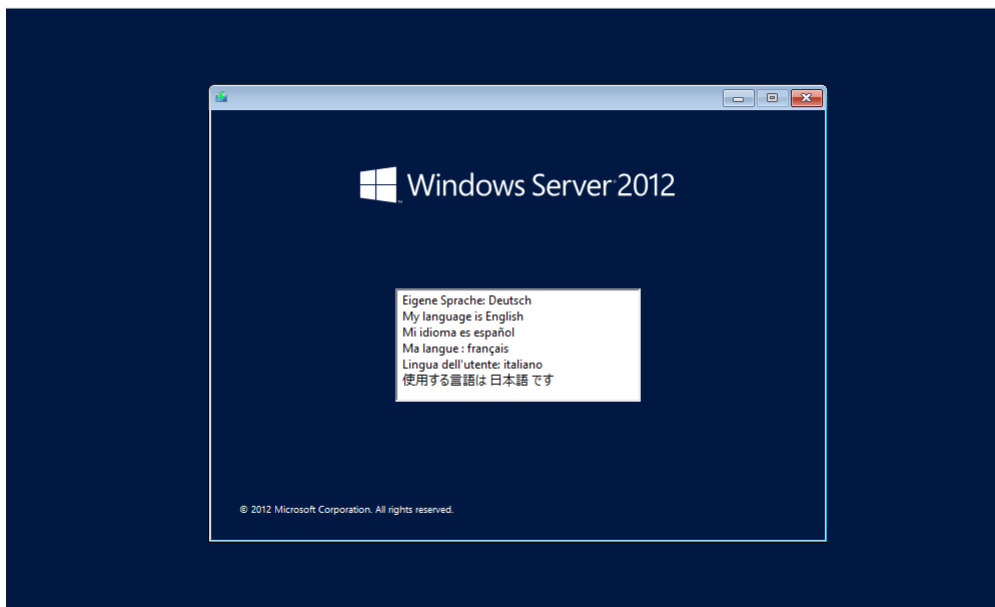 Windows Server 2012
Eigene Sprache: Deutsch
My language is English
Mi idioma es español
Ma langue : français
Lingua dell'utente: italiano
使用する言語は 日本語 です
© 2012 Microsoft Corporation. All rights reserved.